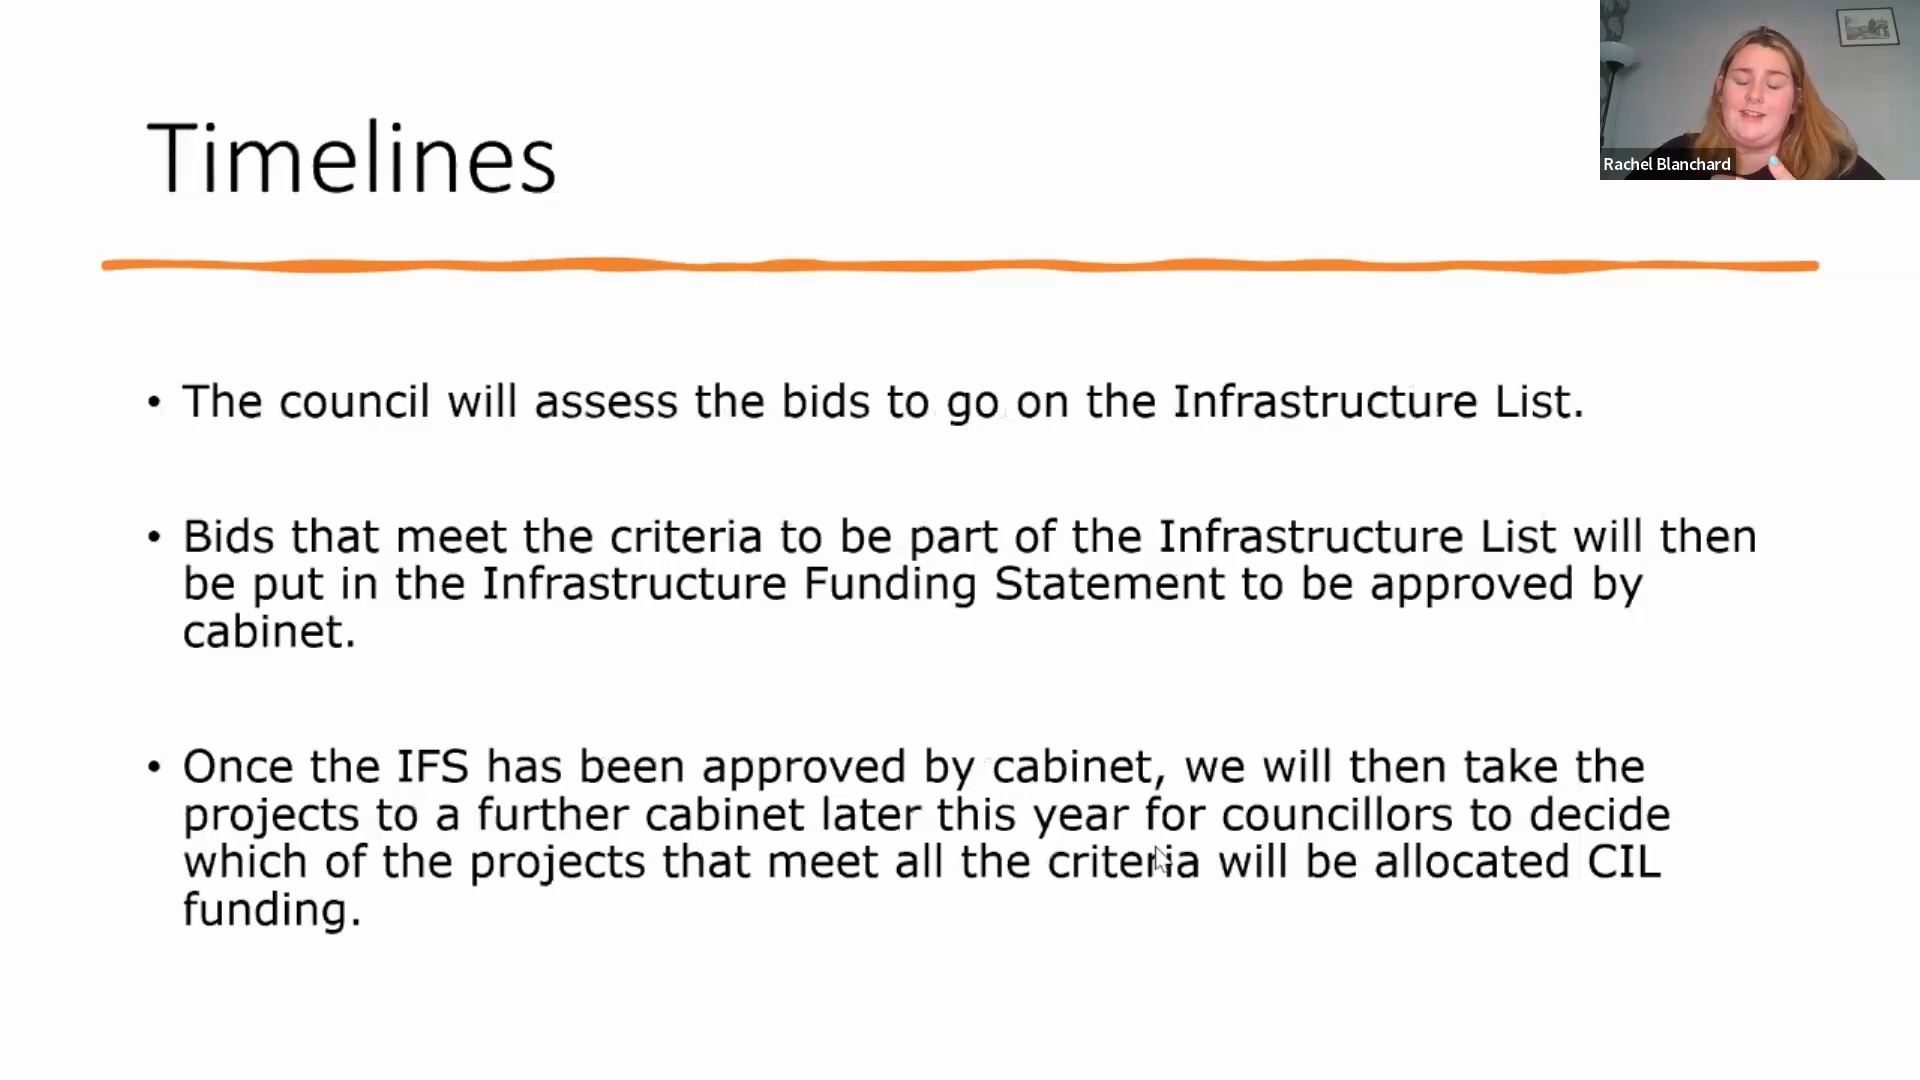 Timelines
Rachel Blanchard
• The council will assess the bids to go on the Infrastructure List.
• Bids that meet the criteria to be part of the Infrastructure List will then
be put in the Infrastructure Funding Statement to be approved by
cabinet.
• Once the IFS has been approved by cabinet, we will then take the
projects to a further cabinet later this year for councillors to decide
which of the projects that meet all the criteria will be allocated CIL
funding.